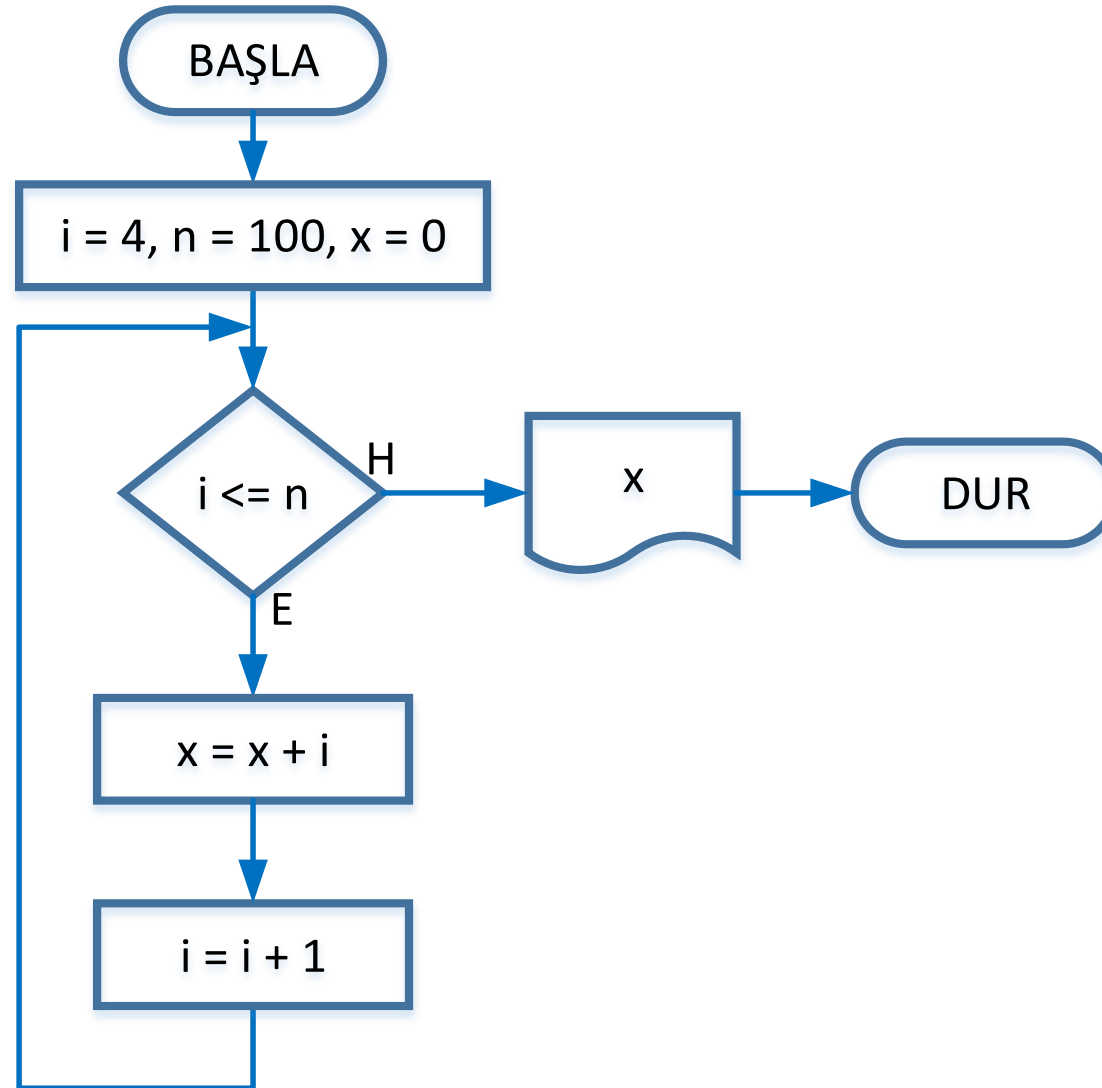 BAŞLA
i = 4, n = 100, x = 0
i <= n
H
x
DUR
E
x = x + i
i = i + 1